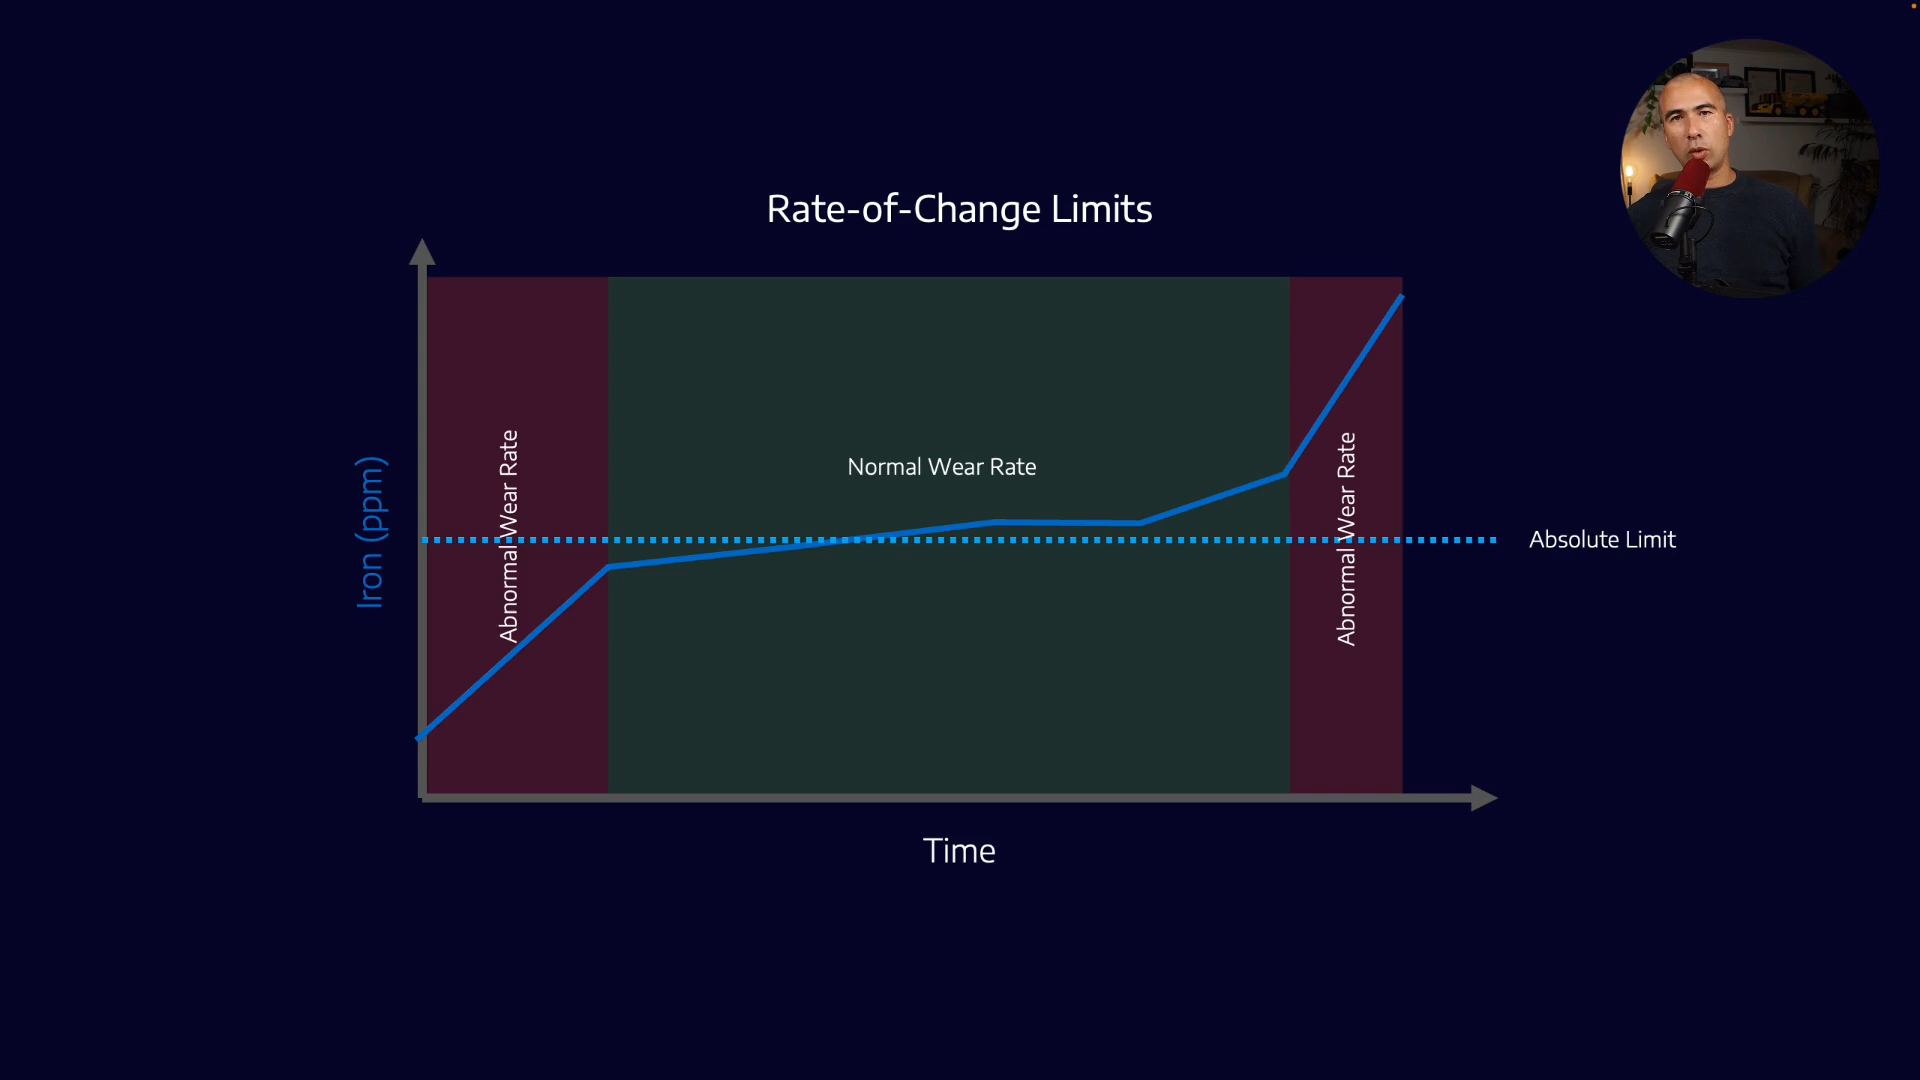 Rate-of-Change Limits
Iron (ppm)
Abnormal Wear Rate
Normal Wear Rate
Abnormal Wear Rate
Absolute Limit
Time